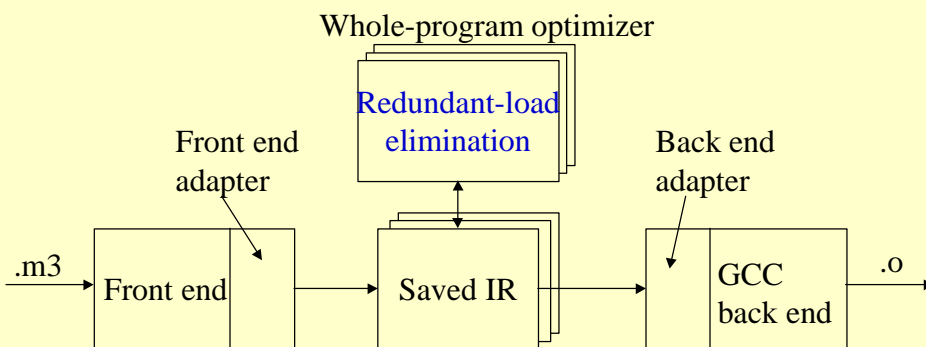 Whole-program optimizer
Redundant-load
elimination
Front end
adapter
Back end
adapter
.m3
Front end
Saved IR
GCC
back end
.o